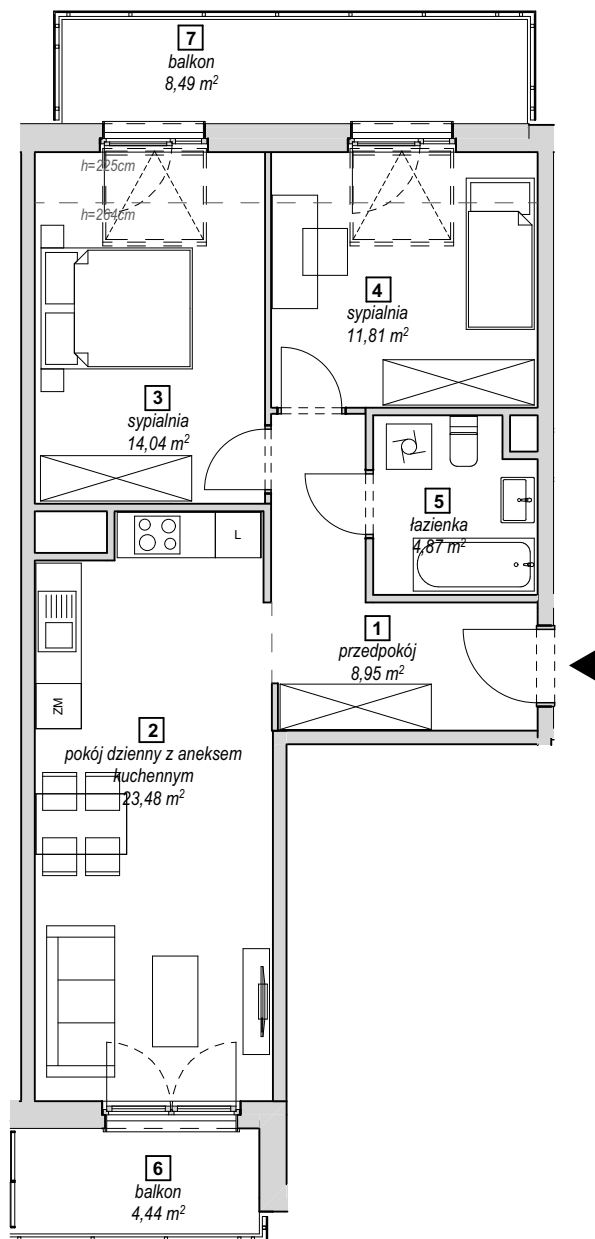 7
balkon
8,49 m²
h=225cm
h=264cm
4
sypialnia
11,81 m²
3
sypialnia
14,04 m²
5
łazienka
4,87 m²
L
1
przedpokój
8,95 m²
ZM
2
pokój dzienny z aneksem
kuchennym
23,48 m²
6
balkon
4,44 m²